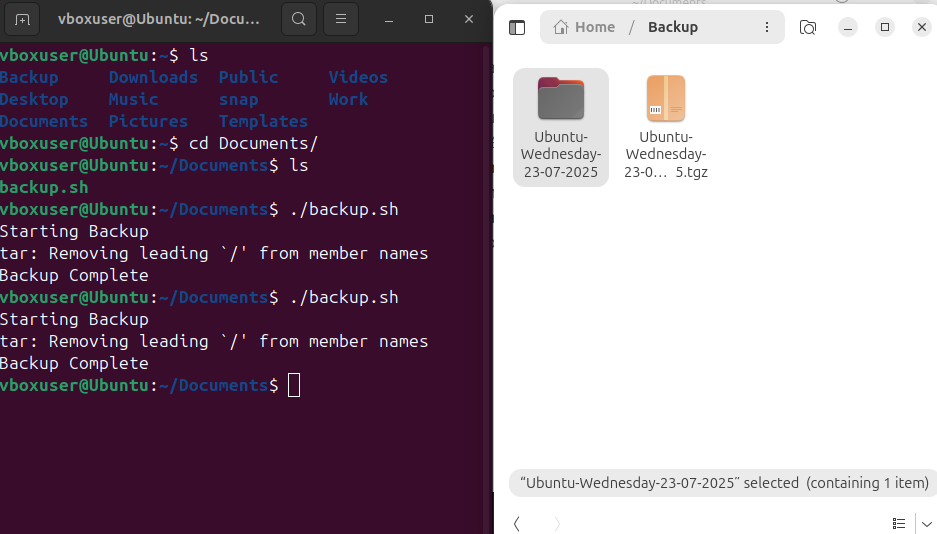 vboxuser@Ubuntu: ~/Docu...
vboxuser@Ubuntu:~$ ls
Backup Downloads Public Videos
Desktop Music snap Work
Documents Pictures Templates
vboxuser@Ubuntu:~$ cd Documents/
vboxuser@Ubuntu:~/Documents$ ls
backup.sh
vboxuser@Ubuntu:~/Documents$ ./backup.sh
Starting Backup
tar: Removing leading `/' from member names
Backup Complete
vboxuser@Ubuntu:~/Documents$ ./backup.sh
Starting Backup
tar: Removing leading `/' from member names
Backup Complete
vboxuser@Ubuntu:~/Documents$
Home / Backup
Ubuntu-
Wednesday-
23-07-2025
Ubuntu-
Wednesday-
23-0... 5.tgz
“Ubuntu-Wednesday-23-07-2025” selected (containing 1 item)